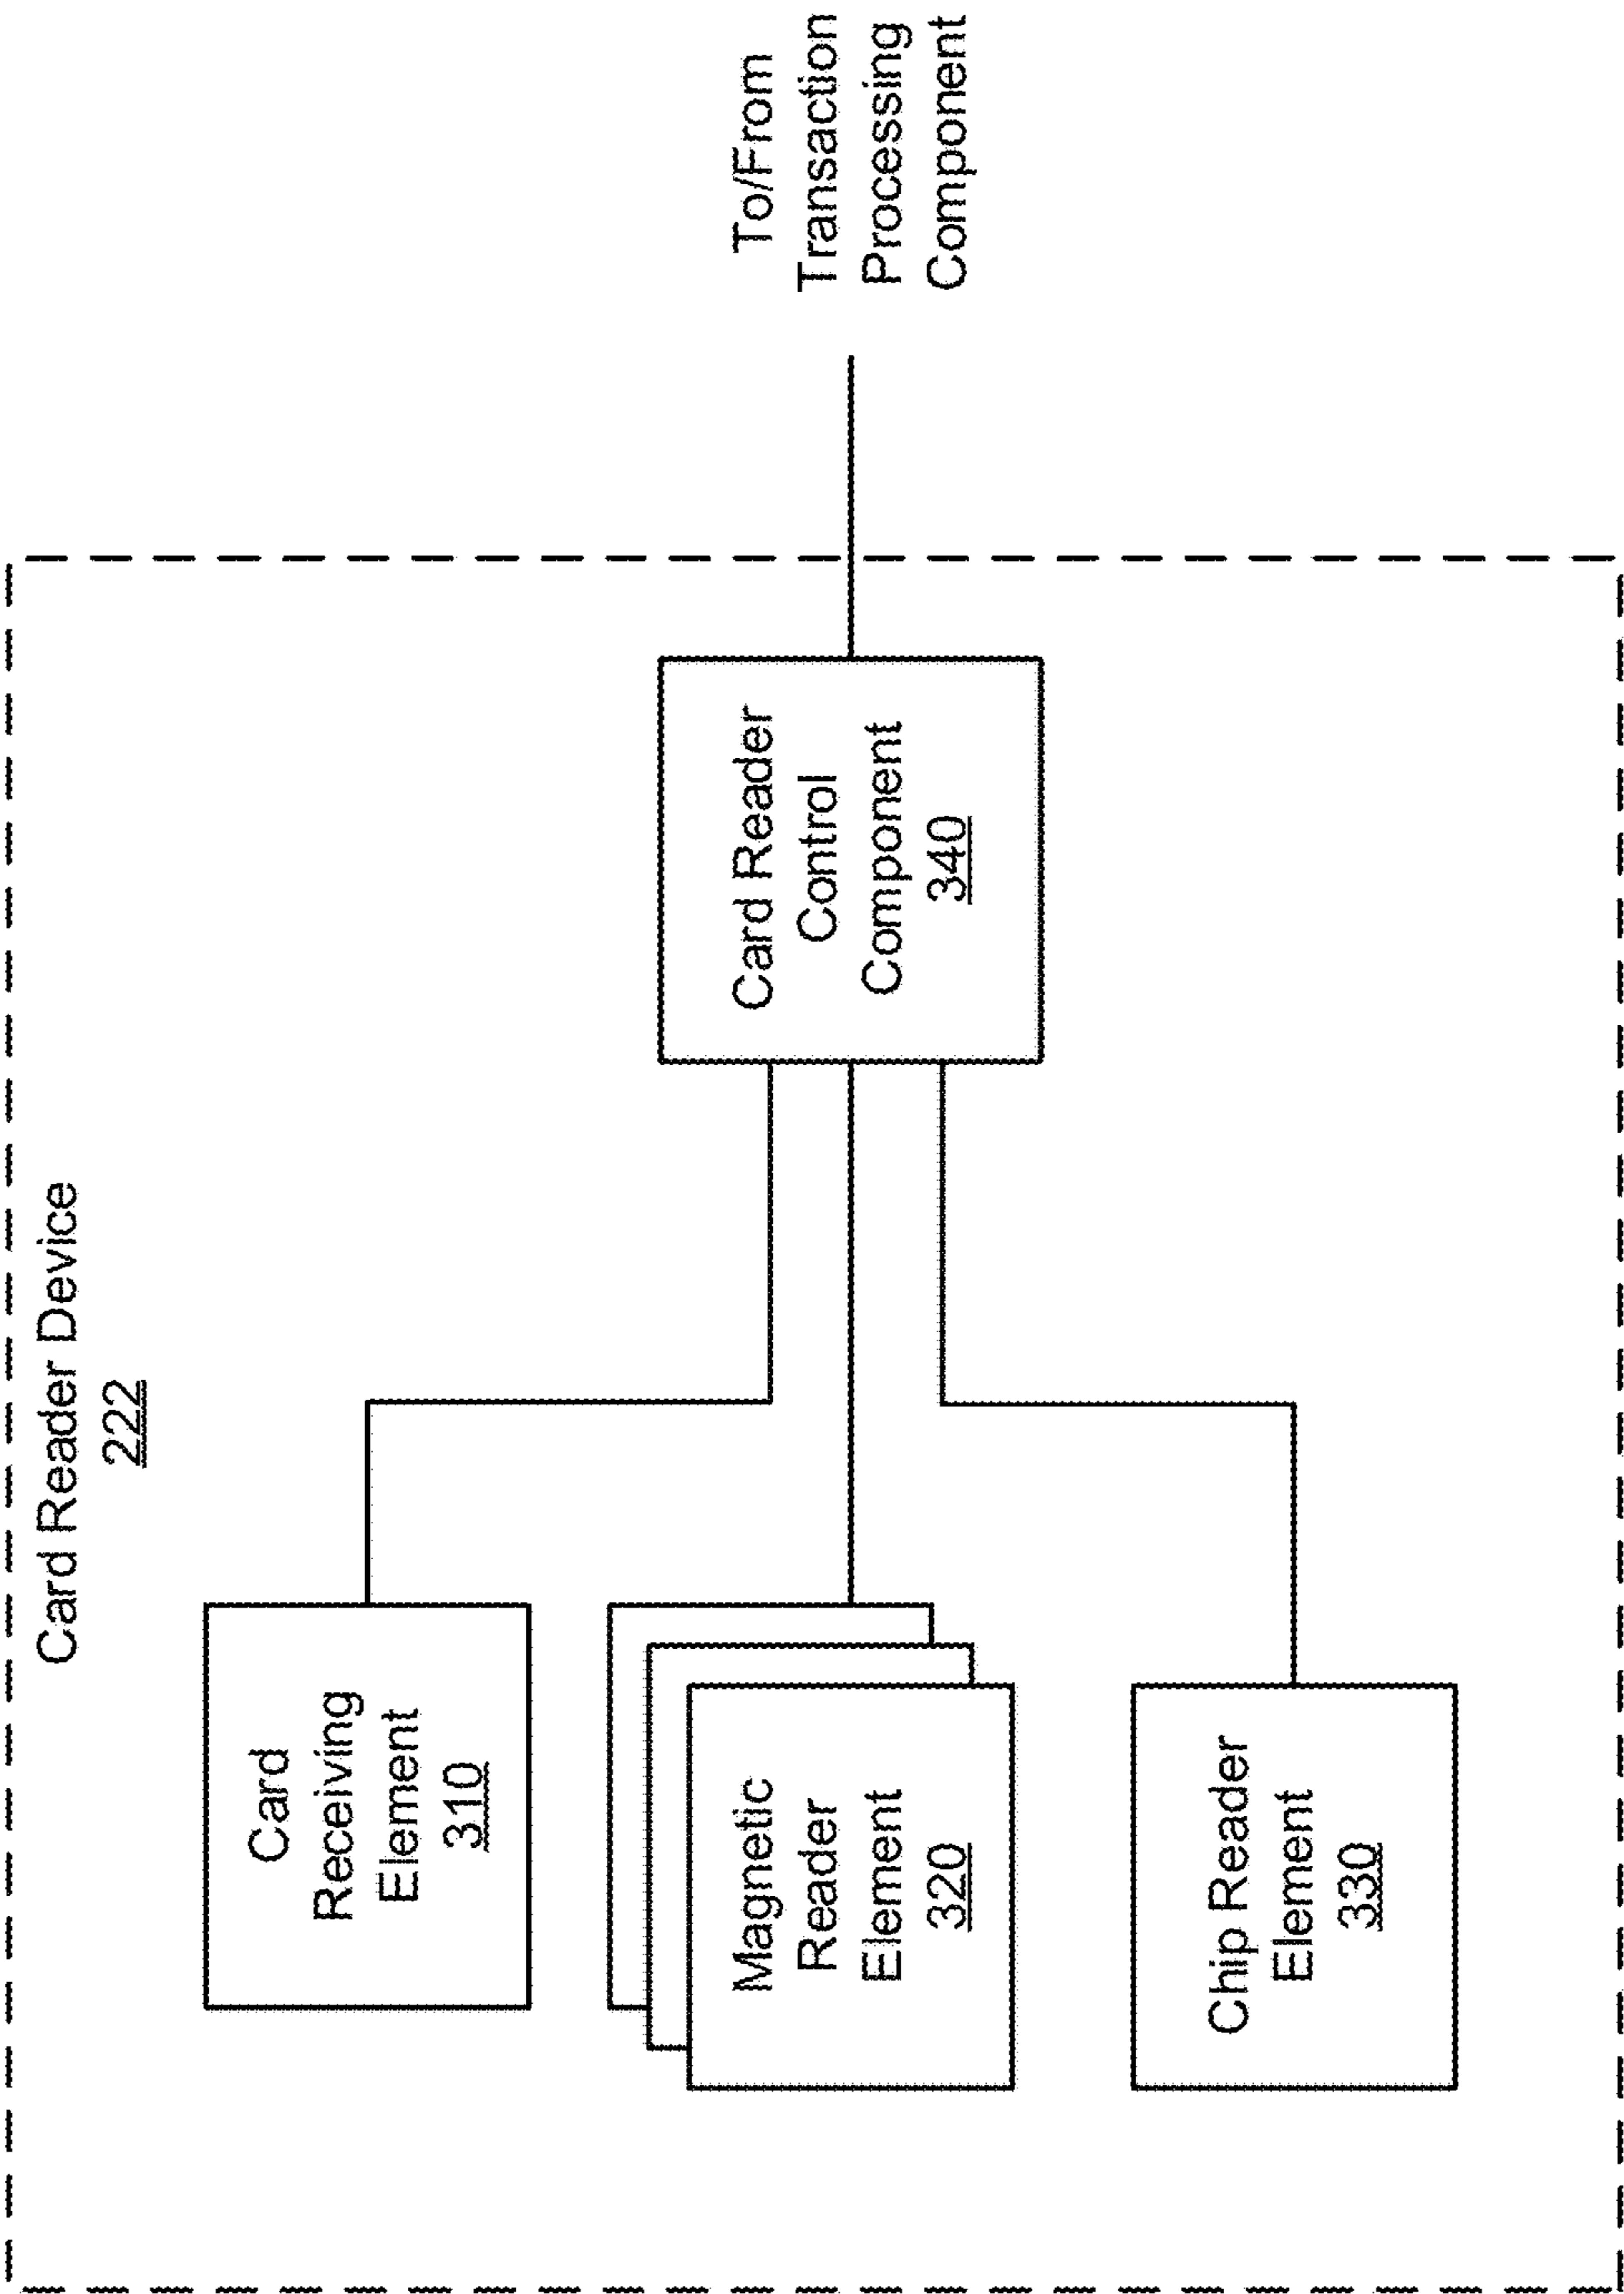 Card Reader Device
222
Card
Receiving
Element
310
Magnetic
Reader
Element
320
Chip Reader
Element
330
Card Reader
Control
Component
340
To/From
Transaction
Processing
Component